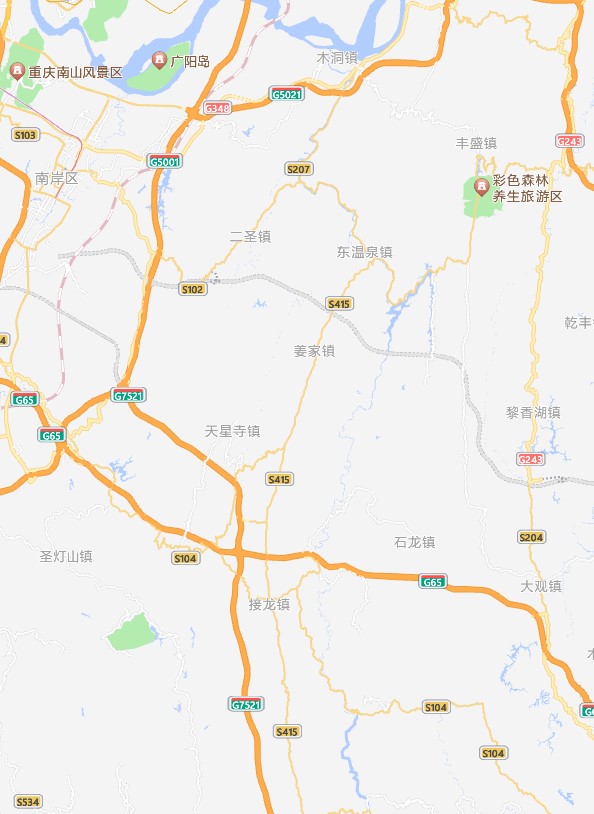 木洞镇
广阳岛
重庆南山风景区
G5021
G348
S103
丰盛镇
G243
G5001
S207
南岸区
彩色森林
养生旅游区
二圣镇
东温泉镇
S102
S415
乾丰
姜家镇
G7521
G65
黎香湖镇
G65
天星寺镇
G243
S415
S204
石龙镇
圣灯山镇
S104
G65
大观镇
接龙镇
G7521
S104
S415
S104
S534